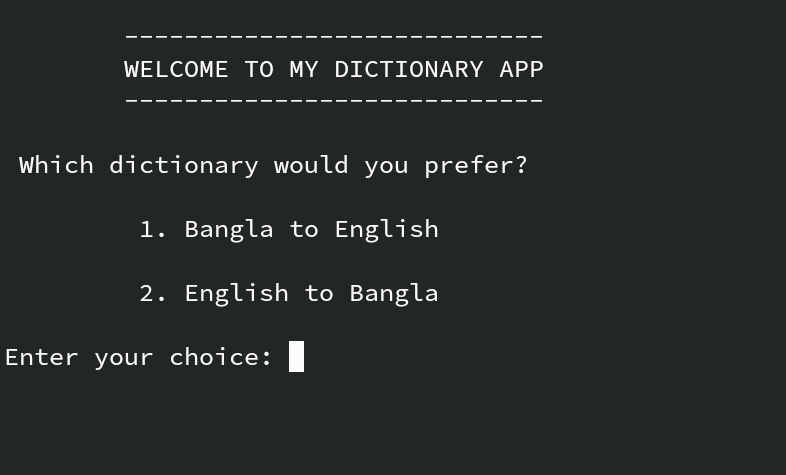 ----------------------------
WELCOME TO MY DICTIONARY APP
----------------------------
Which dictionary would you prefer?
1. Bangla to English
2. English to Bangla
Enter your choice: